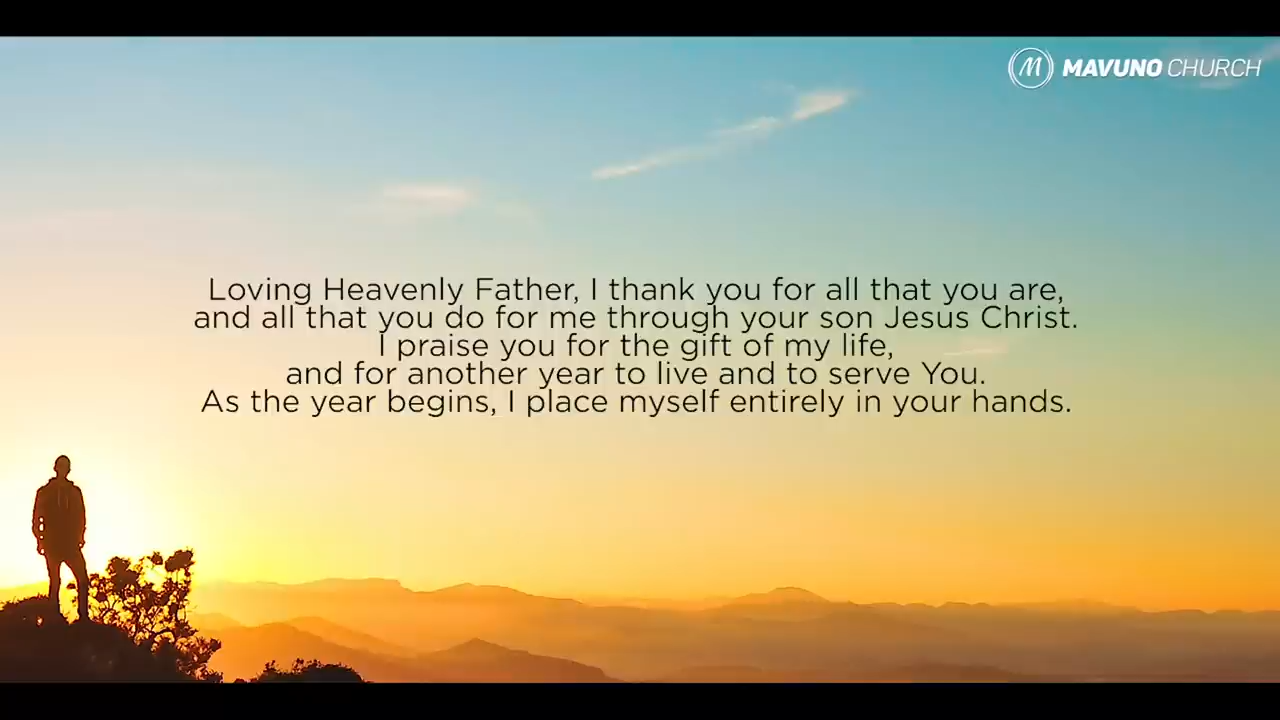 MAVUNO CHURCH
Loving Heavenly Father, I thank you for all that you are,
and all that you do for me through your son Jesus Christ.
I praise you for the gift of my life,
and for another year to live and to serve You.
As the year begins, I place myself entirely in your hands.